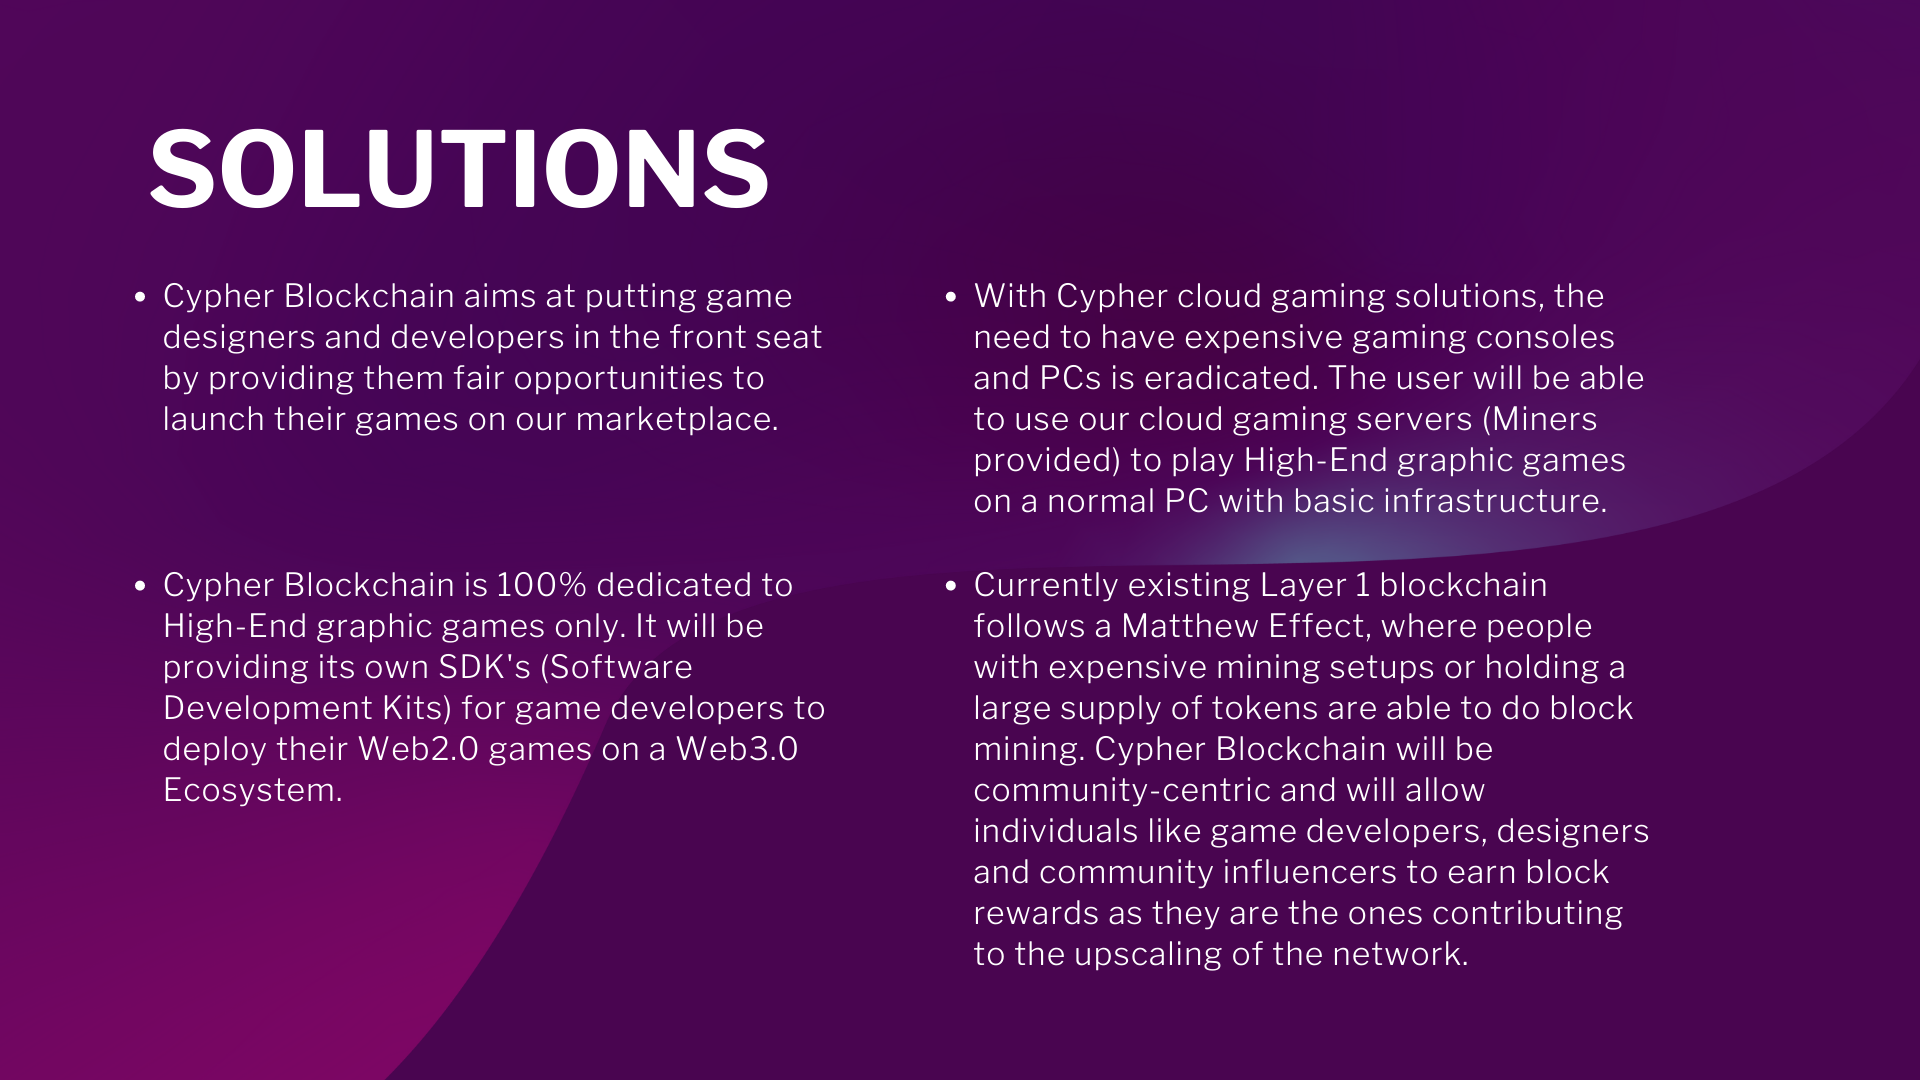 SOLUTIONS
• Cypher Blockchain aims at putting game
designers and developers in the front seat
by providing them fair opportunities to
launch their games on our marketplace.
• Cypher Blockchain is 100% dedicated to
High-End graphic games only. It will be
providing its own SDK's (Software
Development Kits) for game developers to
deploy their Web2.0 games on a Web3.0
Ecosystem.
• With Cypher cloud gaming solutions, the
need to have expensive gaming consoles
and PCs is eradicated. The user will be able
to use our cloud gaming servers (Miners
provided) to play High-End graphic games
on a normal PC with basic infrastructure.
• Currently existing Layer 1 blockchain
follows a Matthew Effect, where people
with expensive mining setups or holding a
large supply of tokens are able to do block
mining. Cypher Blockchain will be
community-centric and will allow
individuals like game developers, designers
and community influencers to earn block
rewards as they are the ones contributing
to the upscaling of the network.